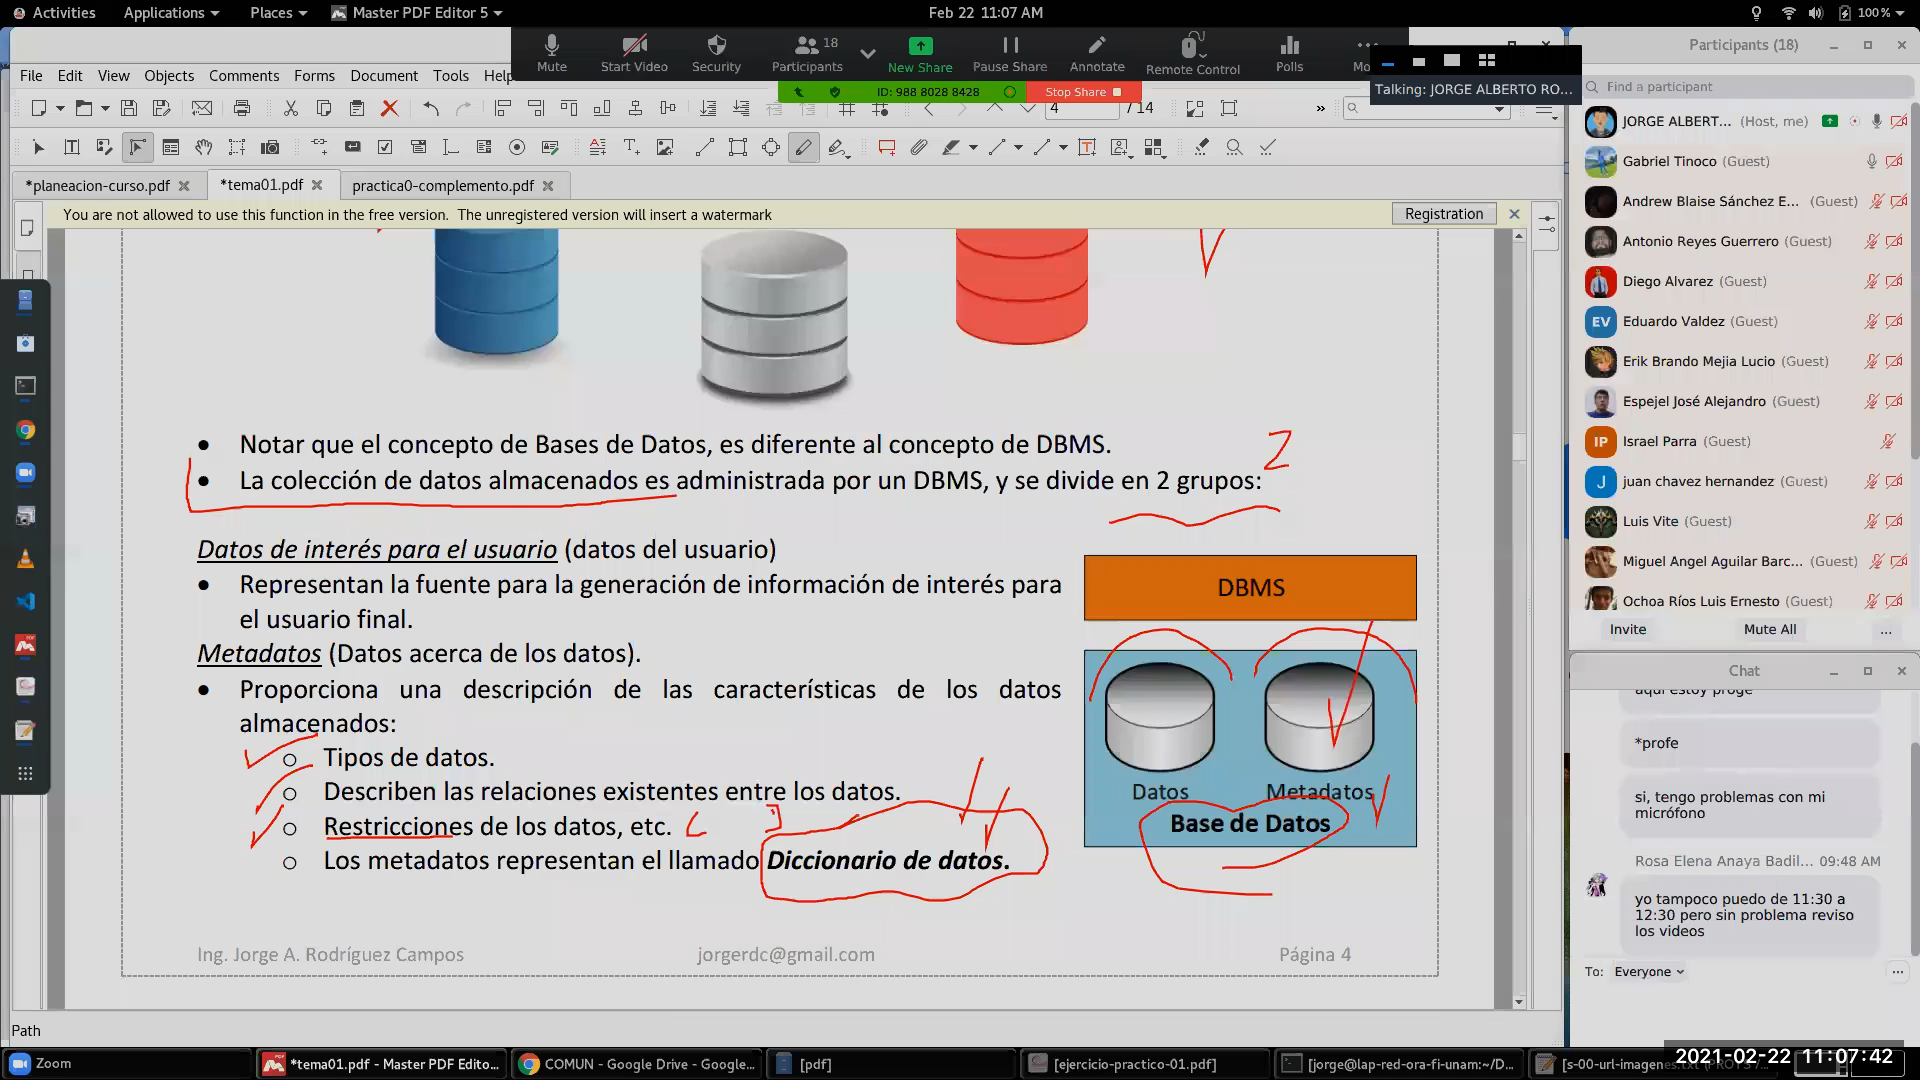 Activities
Applications
Places
Master PDF Editor 5
Feb 22 11:07 AM
100 %
Mute
Start Video
Security
Participants
18
New Share
Pause Share
Annotate
Remote Control
Polls
ID: 988 8028 8428
Stop Share
Talking: JORGE ALBERTO RO...
File Edit View Objects Comments Forms Document Tools Help
4 / 14
*planeacion-curso.pdf
*tema01.pdf
practica0-complemento.pdf
You are not allowed to use this function in the free version. The unregistered version will insert a watermark
Registration
• Notar que el concepto de Bases de Datos, es diferente al concepto de DBMS.
2
• La colección de datos almacenados es administrada por un DBMS, y se divide en 2 grupos:
Datos de interés para el usuario (datos del usuario)
• Representan la fuente para la generación de información de interés para
el usuario final.
Metadatos (Datos acerca de los datos).
• Proporciona una descripción de las características de los datos
almacenados:
o Tipos de datos.
o Describen las relaciones existentes entre los datos.
o Restricciones de los datos, etc.
o Los metadatos representan el llamado Diccionario de datos.
DBMS
Datos
Metadatos
Base de Datos
Ing. Jorge A. Rodríguez Campos
jorgerdc@gmail.com
Página 4
Path
Participants (18)
Find a participant
JORGE ALBERT... (Host, me)
Gabriel Tinoco (Guest)
Andrew Blaise Sánchez E... (Guest)
Antonio Reyes Guerrero (Guest)
Diego Alvarez (Guest)
EV Eduardo Valdez (Guest)
Erik Brando Mejia Lucio (Guest)
Espejel José Alejandro (Guest)
IP Israel Parra (Guest)
J juan chavez hernandez (Guest)
Luis Vite (Guest)
Miguel Angel Aguilar Barc... (Guest)
Ochoa Ríos Luis Ernesto (Guest)
Invite
Mute All
...
Chat
aqui estoy proge
*profe
si, tengo problemas con mi
micrófono
Rosa Elena Anaya Badil... 09:48 AM
yo tampoco puedo de 11:30 a
12:30 pero sin problema reviso
los videos
To: Everyone
Zoom
*tema01.pdf - Master PDF Edito...
COMUN - Google Drive - Google...
[pdf]
[ejercicio-practico-01.pdf]
[jorge@lap-red-ora-fi-unam:~/D...
2021-02-22 11:07:42